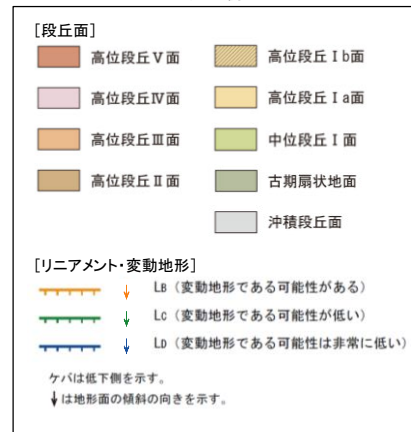 [段丘面]
高位段丘Ⅴ面
高位段丘Ⅰb面
高位段丘Ⅳ面
高位段丘Ⅰa面
高位段丘Ⅲ面
中位段丘Ⅰ面
高位段丘Ⅱ面
古期扇状地面
沖積段丘面
[リニアメント・変動地形]
LB(変動地形である可能性がある)
LC(変動地形である可能性が低い)
LD(変動地形である可能性は非常に低い)
ケバは低下側を示す。
↓は地形面の傾斜の向きを示す。